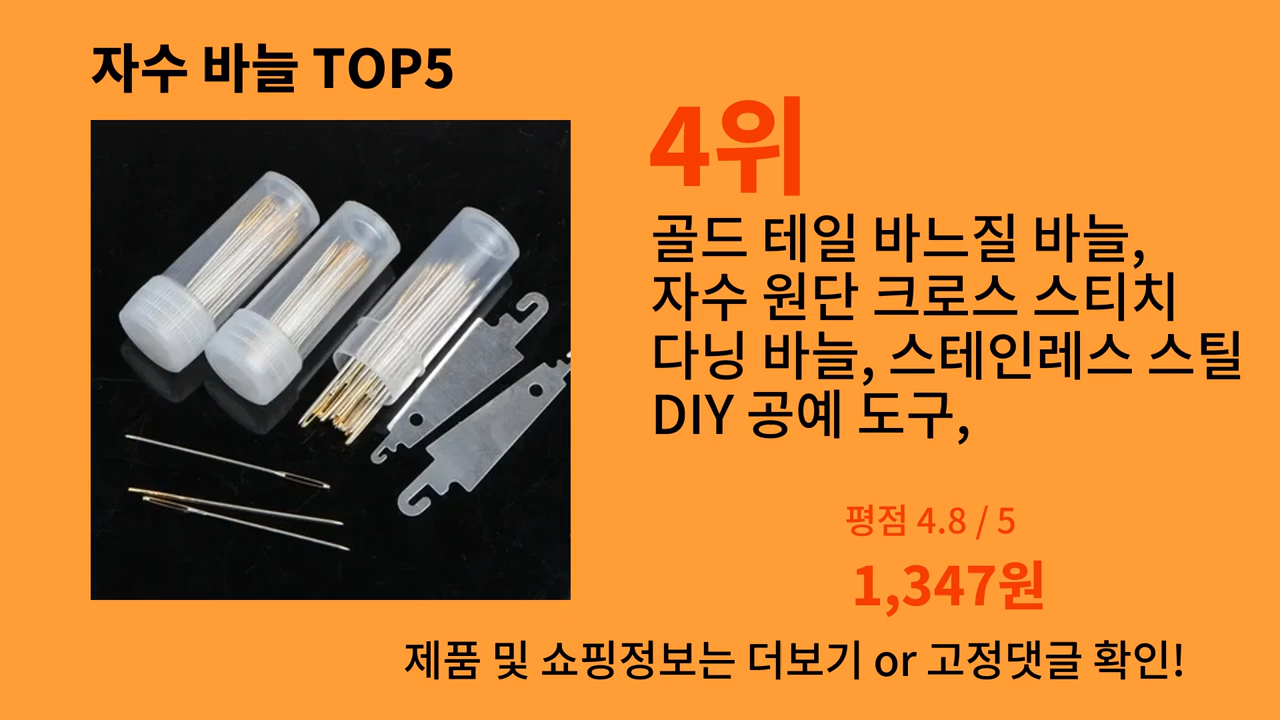 자수 바늘 TOP5
4위
골드 테일 바느질 바늘,
자수 원단 크로스 스티치
다닝 바늘, 스테인레스 스틸
DIY 공예 도구,
평점 4.8 / 5
1,347원
제품 및 쇼핑정보는 더보기 or 고정댓글 확인!